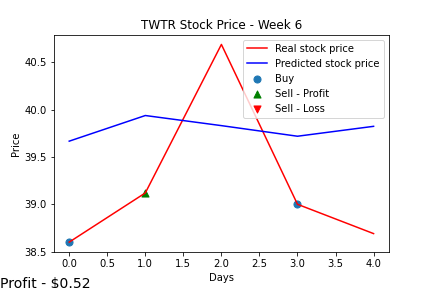 TWTR Stock Price - Week 6
Real stock price
Predicted stock price
Buy
Sell - Profit
Sell - Loss
Price
40.5
40.0
39.5
39.0
38.5
0.0 0.5 1.0 1.5 2.0 2.5 3.0 3.5 4.0
Days
Profit - $0.52